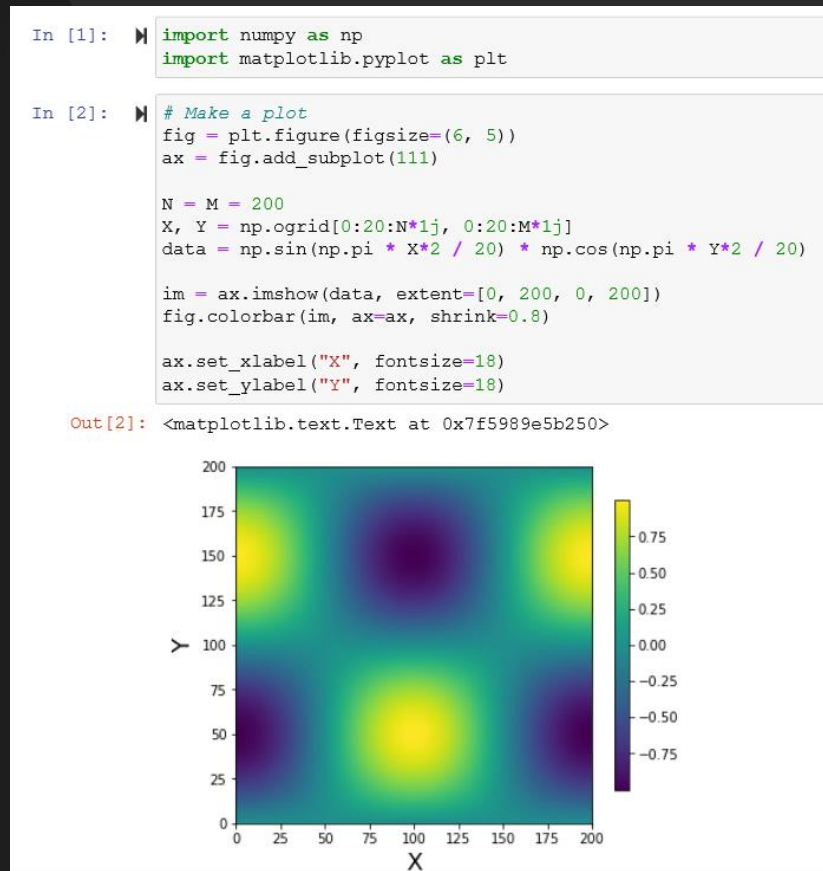 In [1]: import numpy as np
import matplotlib.pyplot as plt
In [2]: # Make a plot
fig = plt.figure(figsize=(6, 5))
ax = fig.add_subplot(111)
N = M = 200
X, Y = np.ogrid[0:20:N*1j, 0:20:M*1j]
data = np.sin(np.pi * X*2 / 20) * np.cos(np.pi * Y*2 / 20)
im = ax.imshow(data, extent=[0, 200, 0, 200])
fig.colorbar(im, ax=ax, shrink=0.8)
ax.set_xlabel("X", fontsize=18)
ax.set_ylabel("Y", fontsize=18)
Out[2]: <matplotlib.text.Text at 0x7f5989e5b250>
200
175
150
125
100
75
50
25
0
Y
0 25 50 75 100 125 150 175 200
X
0.75
0.50
0.25
0.00
−0.25
−0.50
−0.75